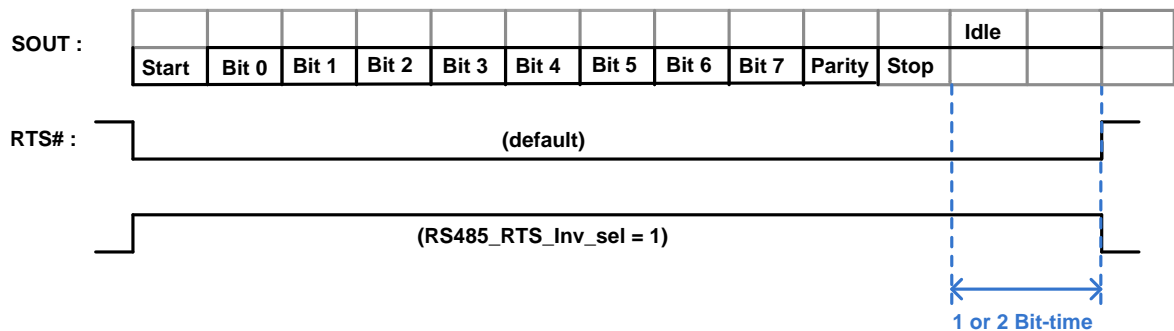 Idle
SOUT :
Start Bit 0 Bit 1 Bit 2 Bit 3 Bit 4 Bit 5 Bit 6 Bit 7 Parity Stop
RTS# :
(default)
(RS485_RTS_Inv_sel = 1)
1 or 2 Bit-time